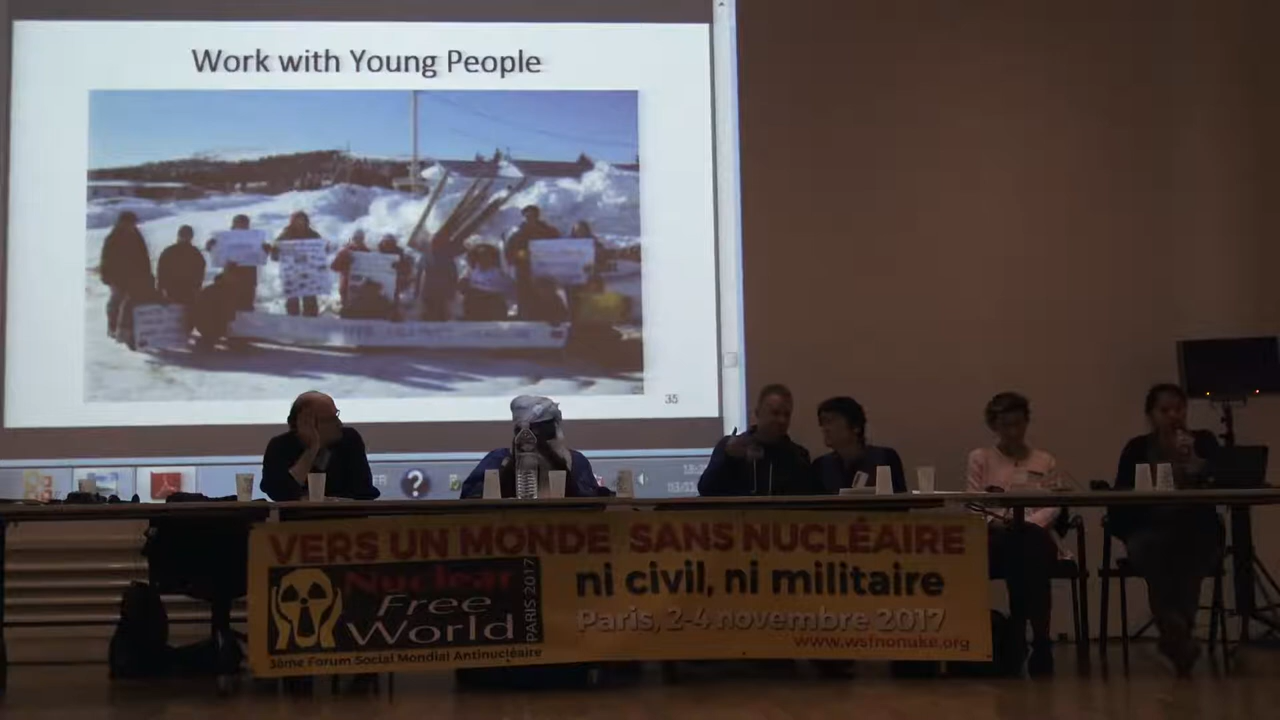 Work with Young People
35
VERS UN MONDE SANS NUCLÉAIRE
ni civil, ni militaire
Paris, 2-4 novembre 2017
www.wsfnonuke.org
Nuclear
Free
World
PARIS 2017
3ème Forum Social Mondial Antinucléaire